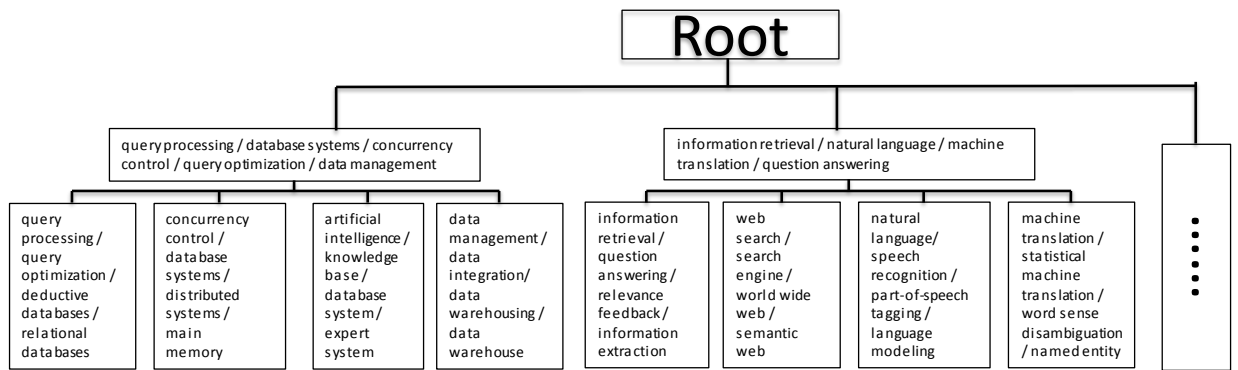 Root
query processing / database systems / concurrency
control / query optimization / data management
information retrieval / natural language / machine
translation / question answering
query
processing /
query
optimization /
deductive
databases /
relational
databases
concurrency
control /
database
systems /
distributed
systems /
main
memory
artificial
intelligence /
knowledge
base /
database
system /
expert
system
data
management /
data
integration /
data
warehousing /
data
warehouse
information
retrieval /
question
answering /
relevance
feedback /
information
extraction
web
search /
search
engine /
world wide
web /
semantic
web
natural
language/
speech
recognition /
part-of-speech
tagging /
language
modeling
machine
translation /
statistical
machine
translation /
word sense
disambiguation
/ named entity